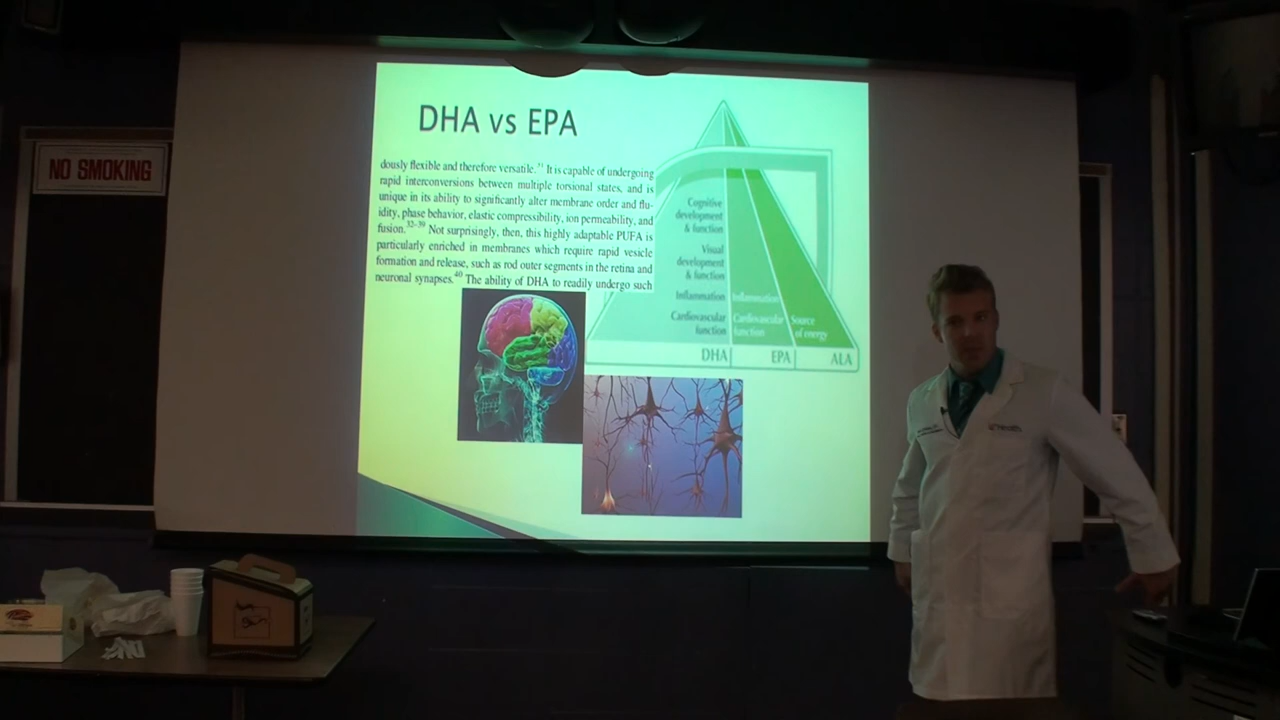 NO SMOKING
DHA vs EPA
dously flexible and therefore versatile.31 It is capable of undergoing
rapid interconversions between multiple torsional states, and is
unique in its ability to significantly alter membrane order and flu-
idity, phase behavior, elastic compressibility, ion permeability, and
fusion.32–39 Not surprisingly, then, this highly adaptable PUFA is
particularly enriched in membranes which require rapid vesicle
formation and release, such as rod outer segments in the retina and
neuronal synapses.40 The ability of DHA to readily undergo such
Cognitive
development
& function
Visual
development
& function
Inflammation
Cardiovascular
function
Inflammation
Cardiovascular
function
Source
of energy
DHA
EPA
ALA
Health